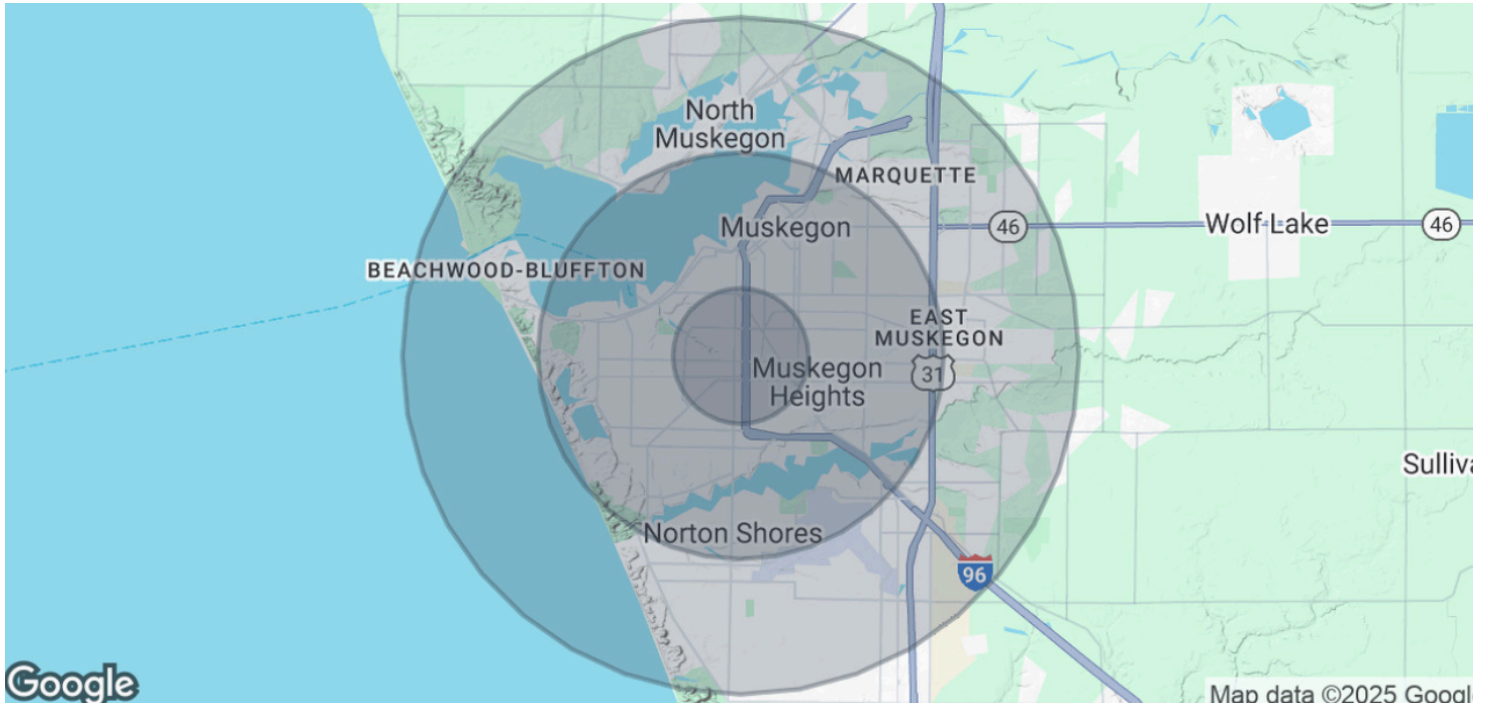 North
Muskegon
MARQUETTE
Muskegon
46
Wolf Lake
46
BEACHWOOD-BLUFFTON
EAST
MUSKEGON
Muskegon
Heights
31
Sulliva
Norton Shores
96
Google
Map data ©2025 Google